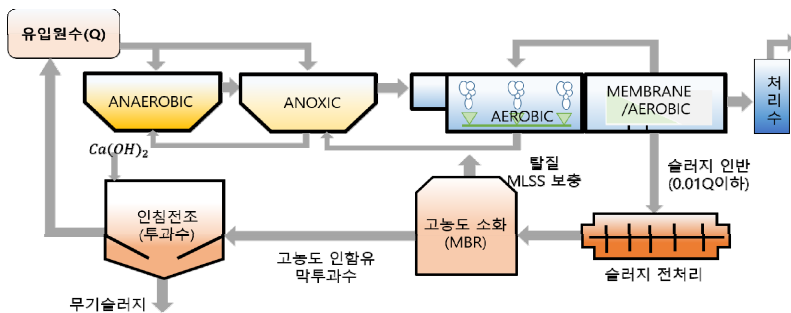 유입원수(Q)
ANAEROBIC
ANOXIC
AEROBIC
MEMBRANE
/AEROBIC
처
리
수
Ca(OH)₂
탈질
MLSS 보충
슬러지 인반
(0.01Q이하)
인침전조
(투과수)
고농도 소화
(MBR)
고농도 인함유
막투과수
슬러지 전처리
무기슬러지